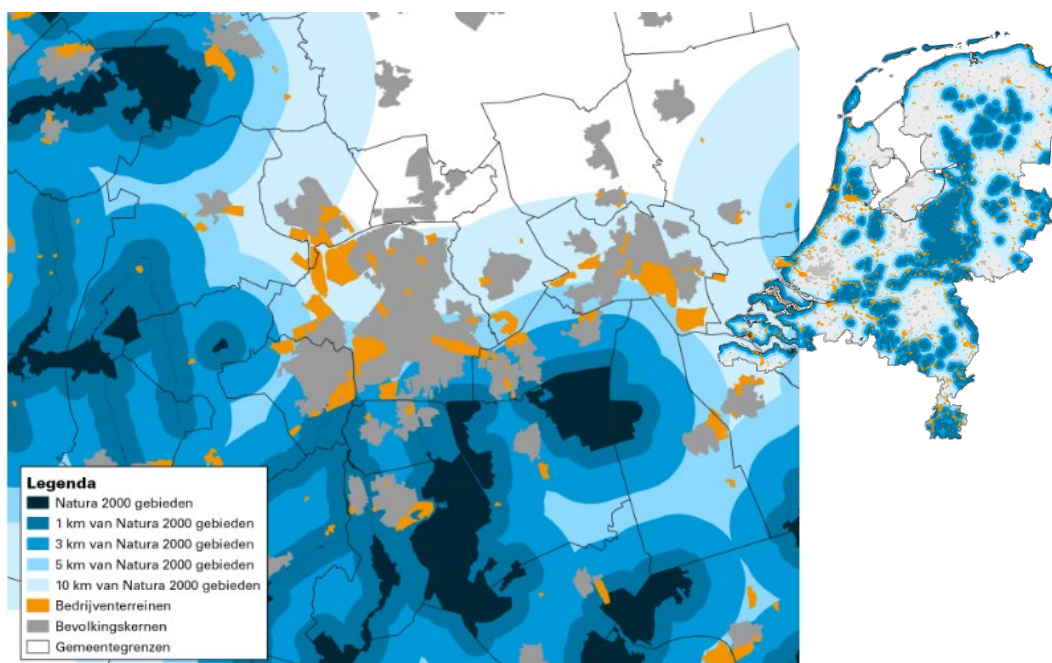 Legenda
Natura 2000 gebieden
1 km van Natura 2000 gebieden
3 km van Natura 2000 gebieden
5 km van Natura 2000 gebieden
10 km van Natura 2000 gebieden
Bedrijventerreinen
Bevolkingskernen
Gemeentegrenzen